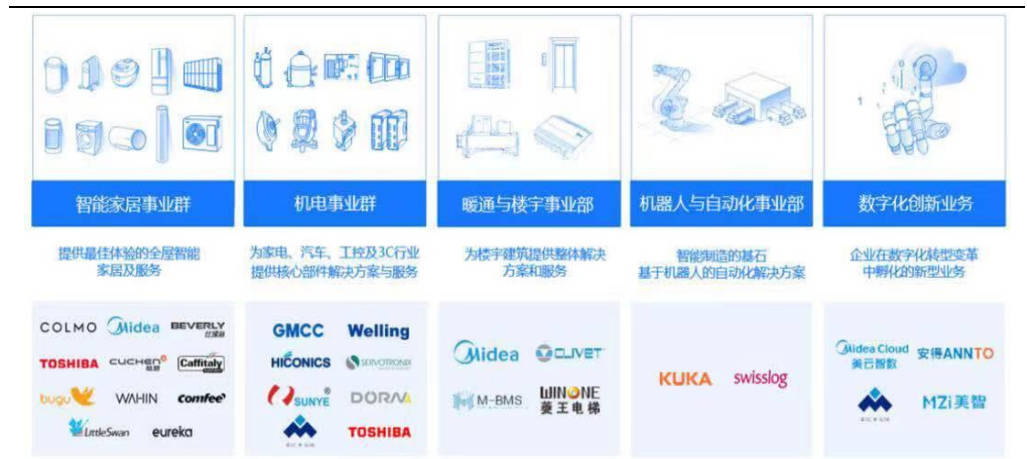 智能家居事业群
机电事业群
暖通与楼宇事业部
机器人与自动化事业部
数字化创新业务
提供最佳体验的全屋智能
家居及服务
为家电、汽车、工控及3C行业
提供核心部件解决方案与服务
为楼宇建筑提供整体解决
方案和服务
智能制造的基石
基于机器人的自动化解决方案
企业在数字化转型变革
中孵化的新型业务
COLMO Midea BEVERLY
TOSHIBA CUCHEN Caffitaly
bugu WAHIN comfee'
LittleSwan eureka
GMCC Welling
HICONICS SERVOTRONIX
SUNYE DORNA
TOSHIBA
Midea CLIVET
M-BMS WINONE
菱王电梯
KUKA swisslog
Midea Cloud 安得ANNTO
美云智数
MZi美智